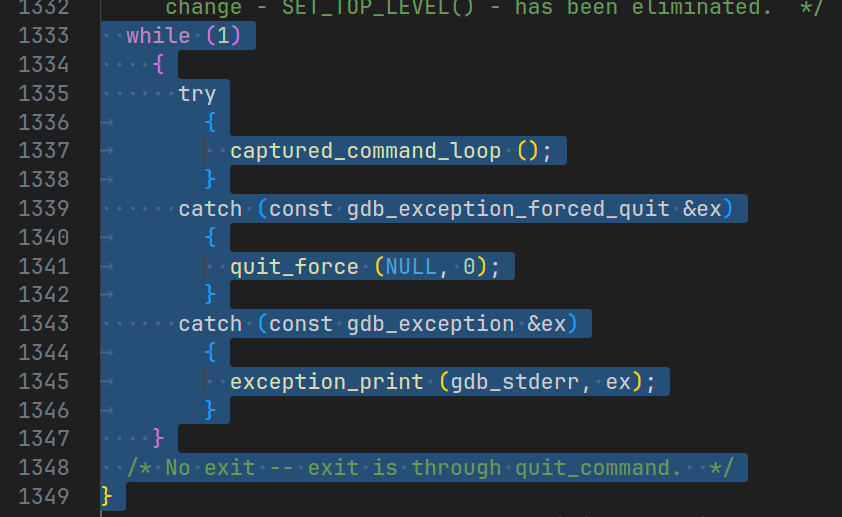 1332 change - SET_TOP_LEVEL() - has been eliminated.  */
1333 while (1)
1334 {
1335 try
1336 {
1337 captured_command_loop ();
1338 }
1339 catch (const gdb_exception_forced_quit &ex)
1340 {
1341 quit_force (NULL, 0);
1342 }
1343 catch (const gdb_exception &ex)
1344 {
1345 exception_print (gdb_stderr, ex);
1346 }
1347 }
1348 /* No exit -- exit is through quit_command.  */
1349 }